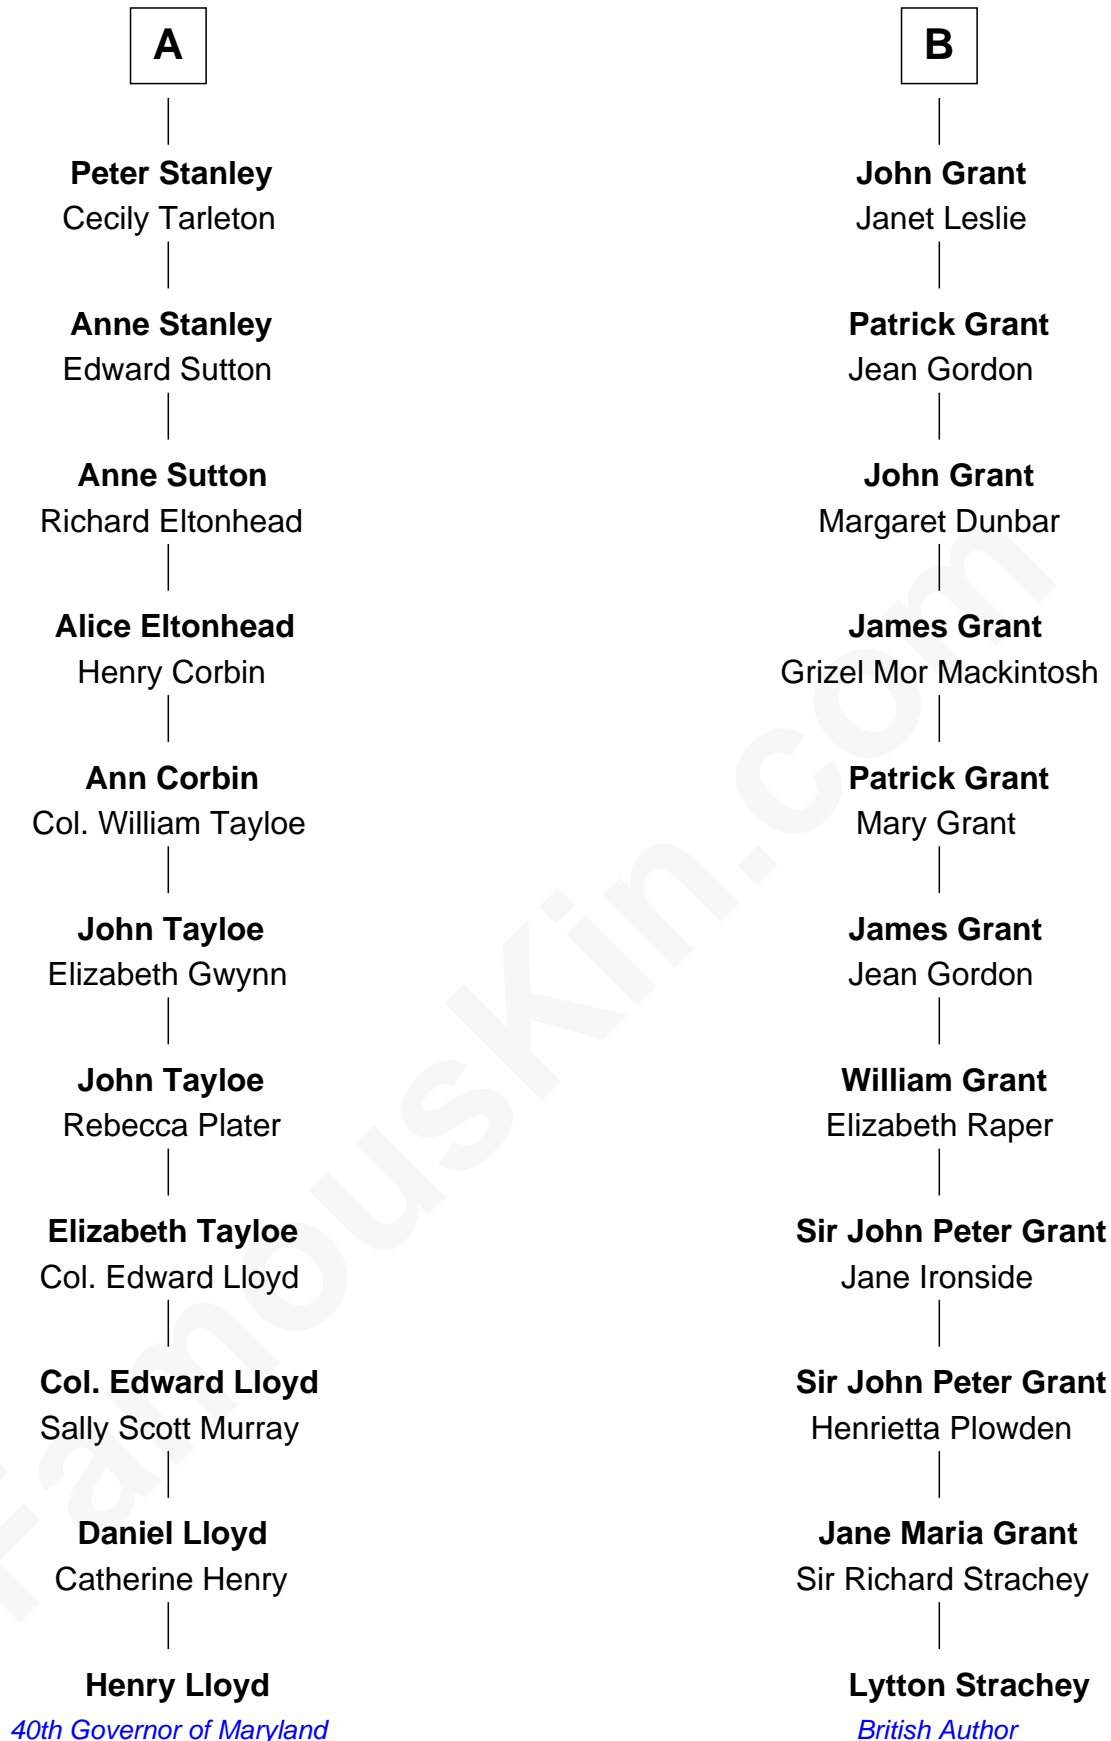 A
Peter Stanley
Cecily Tarleton
Anne Stanley
Edward Sutton
Anne Sutton
Richard Eltonhead
Alice Eltonhead
Henry Corbin
Ann Corbin
Col. William Tayloe
John Tayloe
Elizabeth Gwynn
John Tayloe
Rebecca Plater
Elizabeth Tayloe
Col. Edward Lloyd
Col. Edward Lloyd
Sally Scott Murray
Daniel Lloyd
Catherine Henry
Henry Lloyd
40th Governor of Maryland
B
John Grant
Janet Leslie
Patrick Grant
Jean Gordon
John Grant
Margaret Dunbar
James Grant
Grizel Mor Mackintosh
Patrick Grant
Mary Grant
James Grant
Jean Gordon
William Grant
Elizabeth Raper
Sir John Peter Grant
Jane Ironside
Sir John Peter Grant
Henrietta Plowden
Jane Maria Grant
Sir Richard Strachey
Lytton Strachey
British Author
FamousKin.com